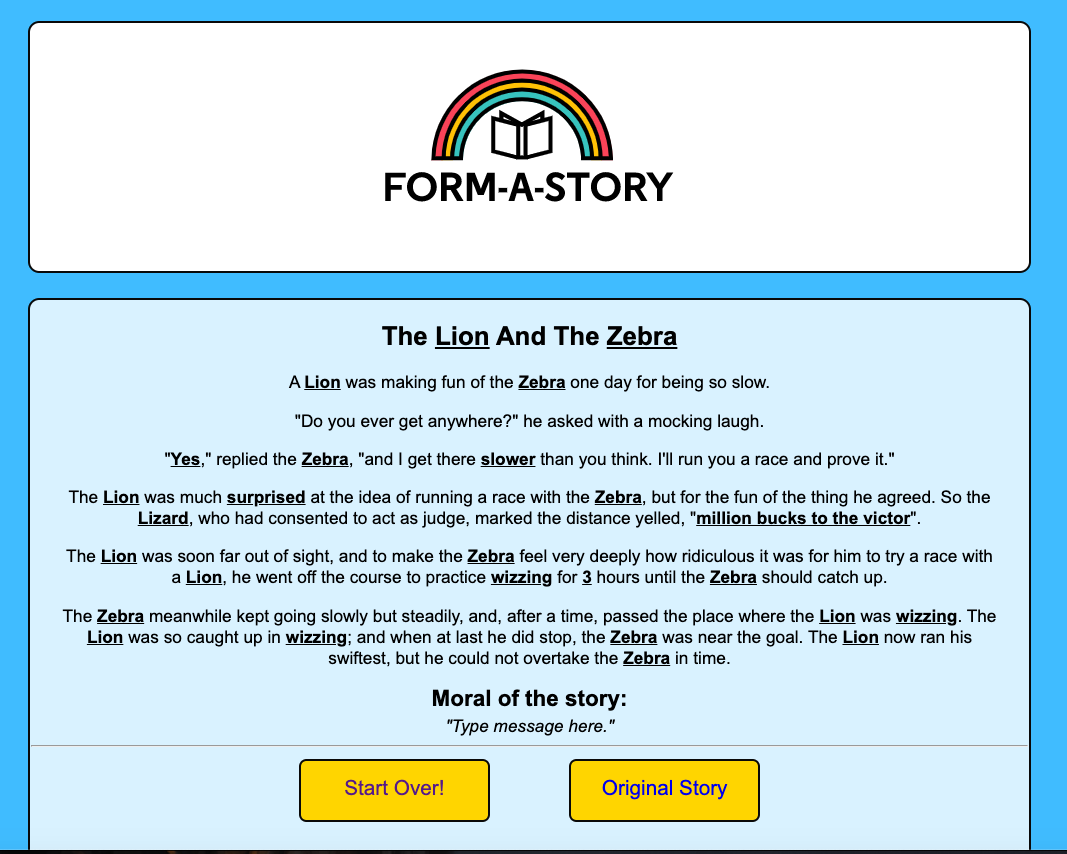 FORM-A-STORY
The Lion And The Zebra
A Lion was making fun of the Zebra one day for being so slow.
"Do you ever get anywhere?" he asked with a mocking laugh.
"Yes," replied the Zebra, "and I get there slower than you think. I'll run you a race and prove it."
The Lion was much surprised at the idea of running a race with the Zebra, but for the fun of the thing he agreed. So the
Lizard, who had consented to act as judge, marked the distance yelled, "million bucks to the victor".
The Lion was soon far out of sight, and to make the Zebra feel very deeply how ridiculous it was for him to try a race with
a Lion, he went off the course to practice wizzing for 3 hours until the Zebra should catch up.
The Zebra meanwhile kept going slowly but steadily, and, after a time, passed the place where the Lion was wizzing. The
Lion was so caught up in wizzing; and when at last he did stop, the Zebra was near the goal. The Lion now ran his
swiftest, but he could not overtake the Zebra in time.
Moral of the story:
"Type message here."
Start Over!
Original Story